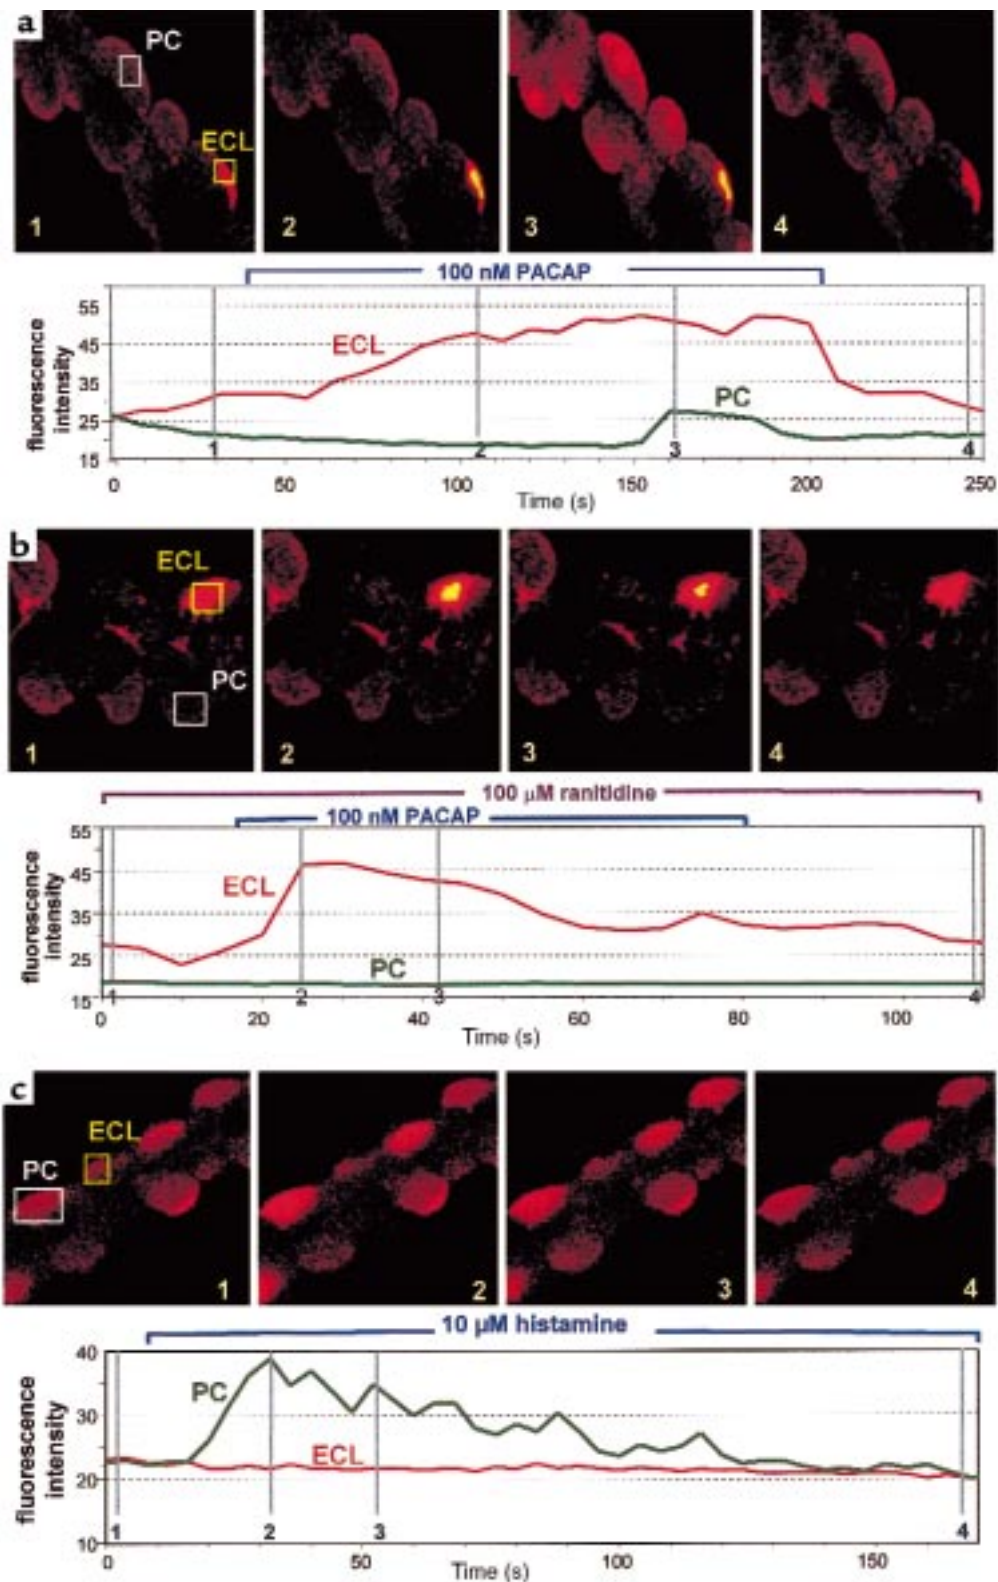 a
PC
ECL
1
2
3
4
100 nM PACAP
fluorescence
intensity
55
45
35
25
15
ECL
PC
1
2
3
4
0
100
150
200
250
Time (s)
b
ECL
PC
1
2
3
4
100 µM ranitidine
100 nM PACAP
fluorescence
intensity
55
45
35
25
15
ECL
PC
1
2
3
4
0
20
40
60
80
100
Time (s)
c
ECL
PC
1
2
3
4
10 µM histamine
fluorescence
intensity
40
30
20
10
PC
ECL
1
2
3
4
0
50
100
150
Time (s)